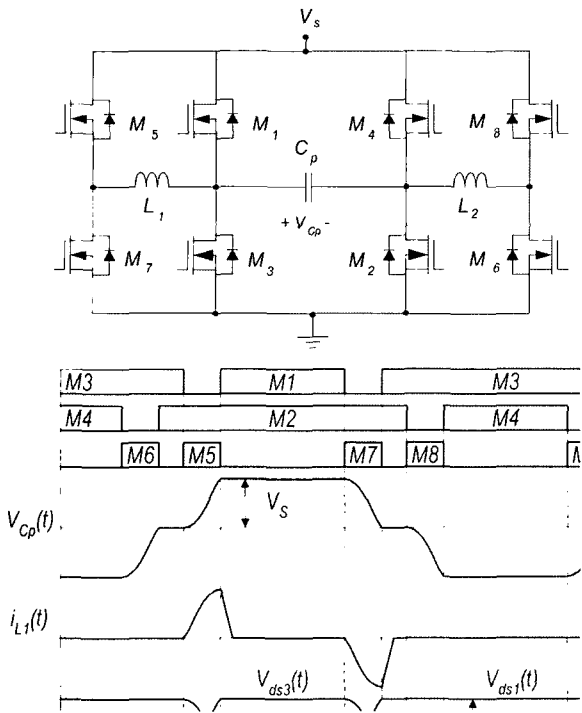 V_s
M_5 M_1 M_4 M_8
C_p
L_1 L_2
+ V_Cp -
M_7 M_3 M_2 M_6
M3 M1 M3
M4 M2 M4
M6 M5 M7 M8 M
V_Cp(t) V_S
i_L1(t)
V_ds3(t) V_ds1(t)